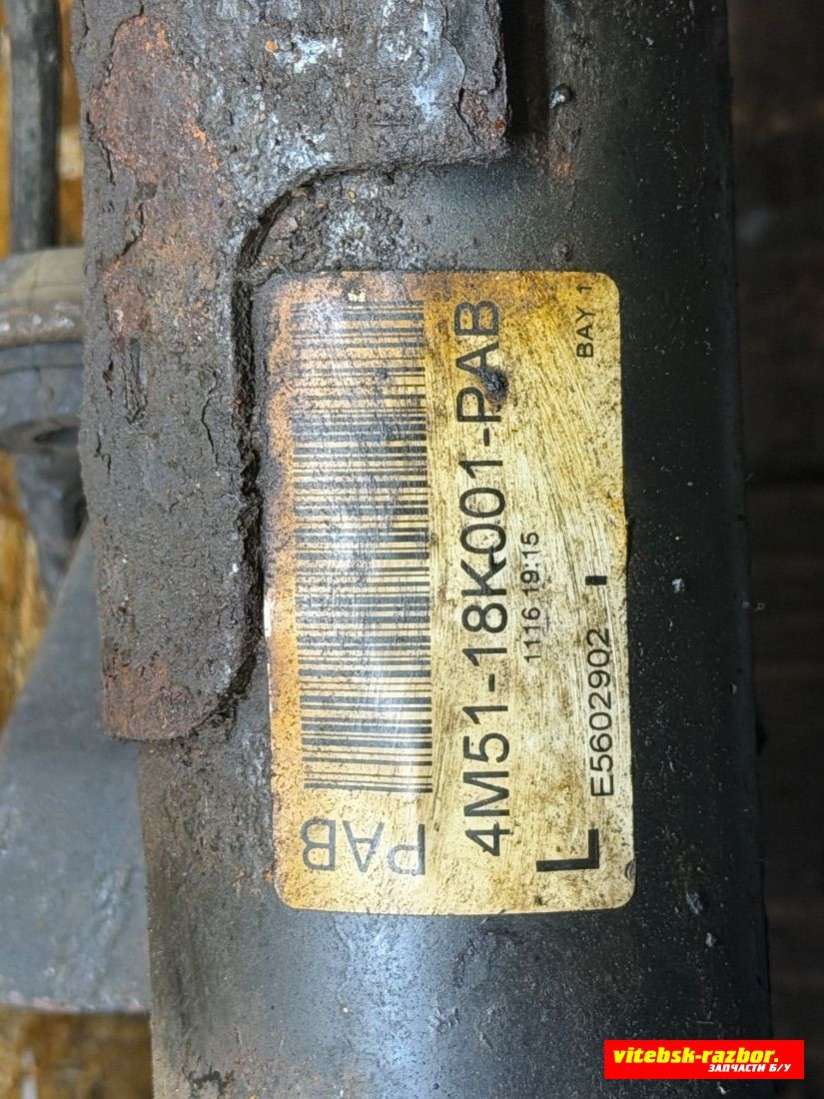 PAB
4M51-18K001-PAB
1116 19:15
L E5602902 BAY 1
vitebsk-razbor.
ЗАПЧАСТИ Б/У